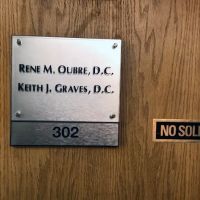 RENE M. OUBRE, D.C.
KEITH J. GRAVES, D.C.
302
NO SOL